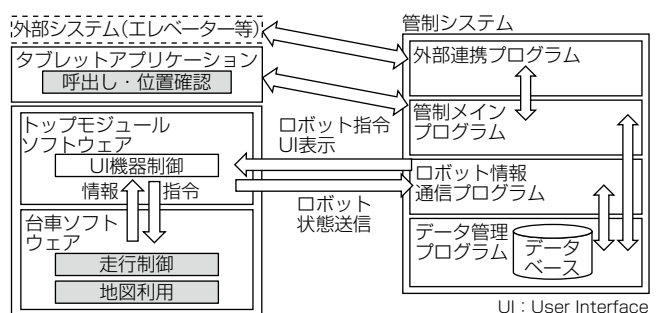 外部システム(エレベーター等)
タブレットアプリケーション
呼出し・位置確認
トップモジュール
ソフトウェア
UI機器制御
情報
指令
台車ソフト
ウェア
走行制御
地図利用
ロボット指令
UI表示
ロボット
状態送信
管制システム
外部連携プログラム
管制メイン
プログラム
ロボット情報
通信プログラム
データ管理
プログラム
データ
ベース
UI：User Interface